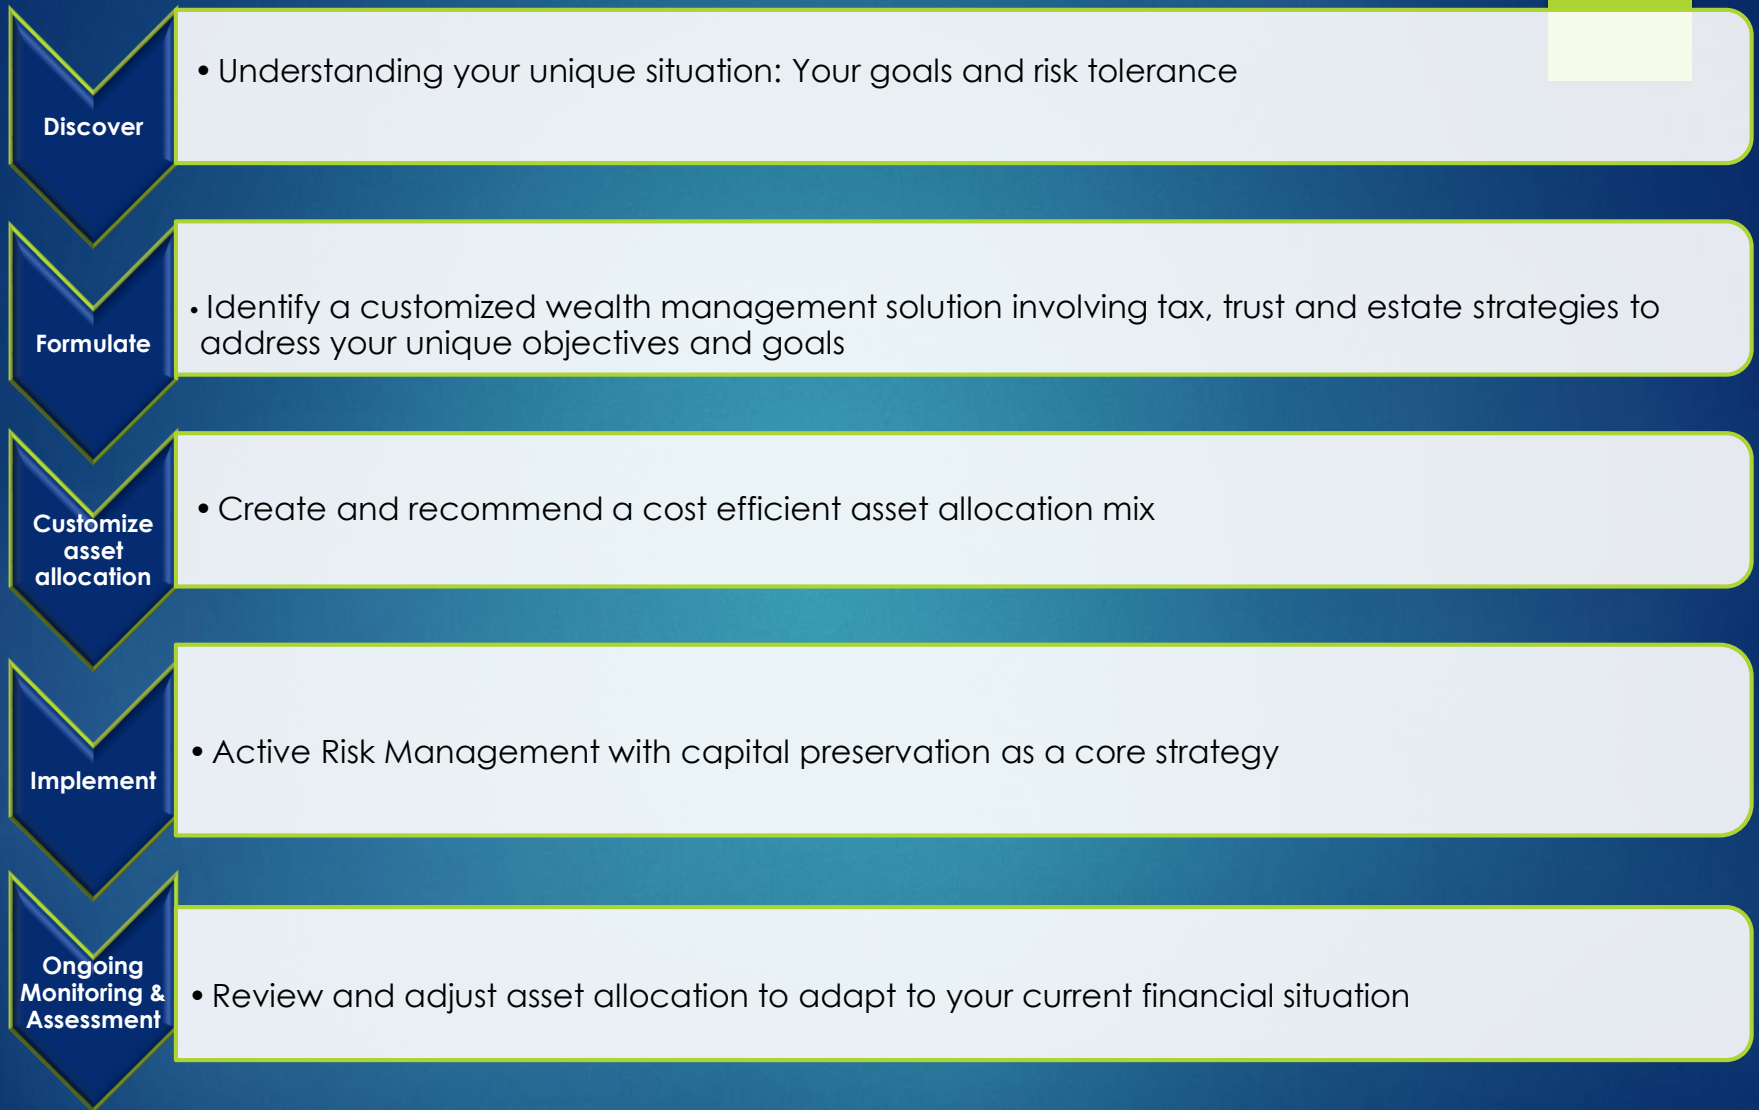 Discover
• Understanding your unique situation: Your goals and risk tolerance
Formulate
• Identify a customized wealth management solution involving tax, trust and estate strategies to
address your unique objectives and goals
Customize
asset
allocation
• Create and recommend a cost efficient asset allocation mix
Implement
• Active Risk Management with capital preservation as a core strategy
Ongoing
Monitoring &
Assessment
• Review and adjust asset allocation to adapt to your current financial situation